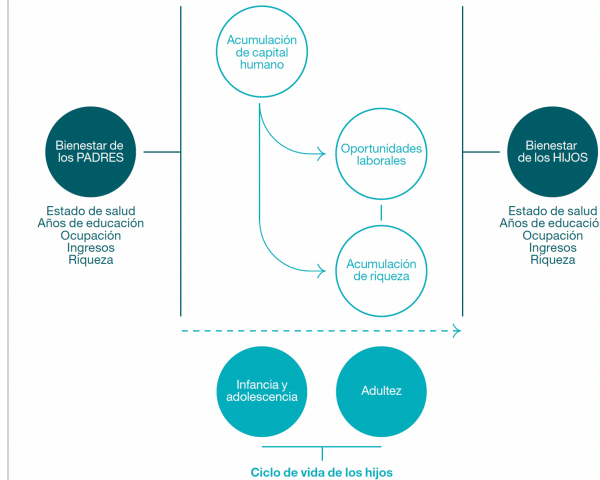 Acumulación
de capital
humano
Bienestar de
los PADRES
Oportunidades
laborales
Bienestar
de los HIJOS
Estado de salud
Años de educación
Ocupación
Ingresos
Riqueza
Acumulación
de riqueza
Estado de salud
Años de educació
Ocupación
Ingresos
Riqueza
Infancia y
adolescencia
Adultez
Ciclo de vida de los hijos